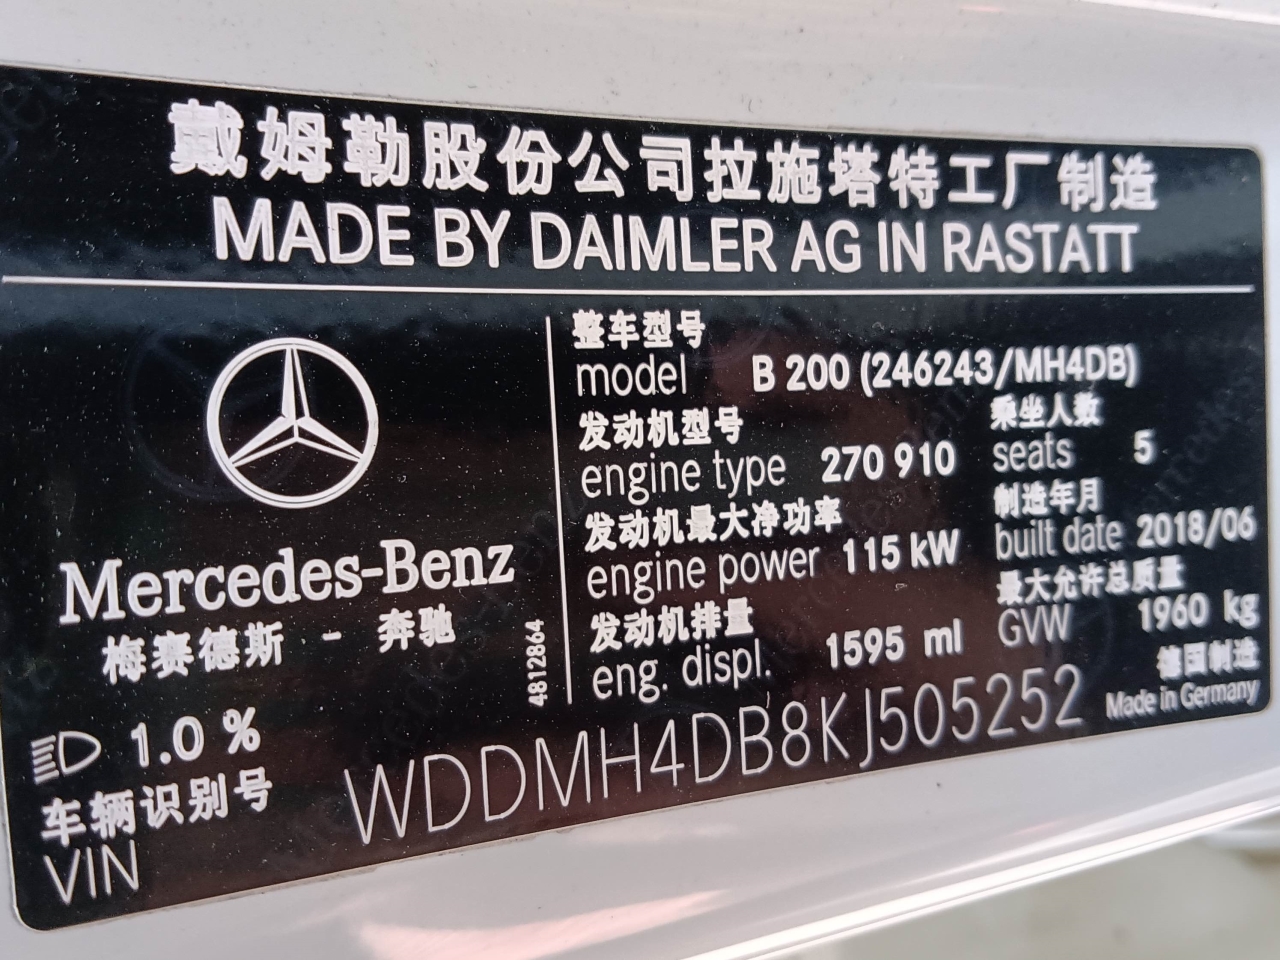 戴姆勒股份公司拉施塔特工厂制造
MADE BY DAIMLER AG IN RASTATT
整车型号
model B 200 (246243/MH4DB)
发动机型号
engine type 270 910
乘坐人数
seats 5
发动机最大净功率
engine power 115 kW
制造年月
built date 2018/06
发动机排量
eng. displ. 1595 ml
最大允许总质量
GVW 1960 kg
德国制造
Made in Germany
Mercedes-Benz
梅赛德斯 - 奔驰
4812864
1.0 %
车辆识别号
VIN WDDMH4DB8KJ505252